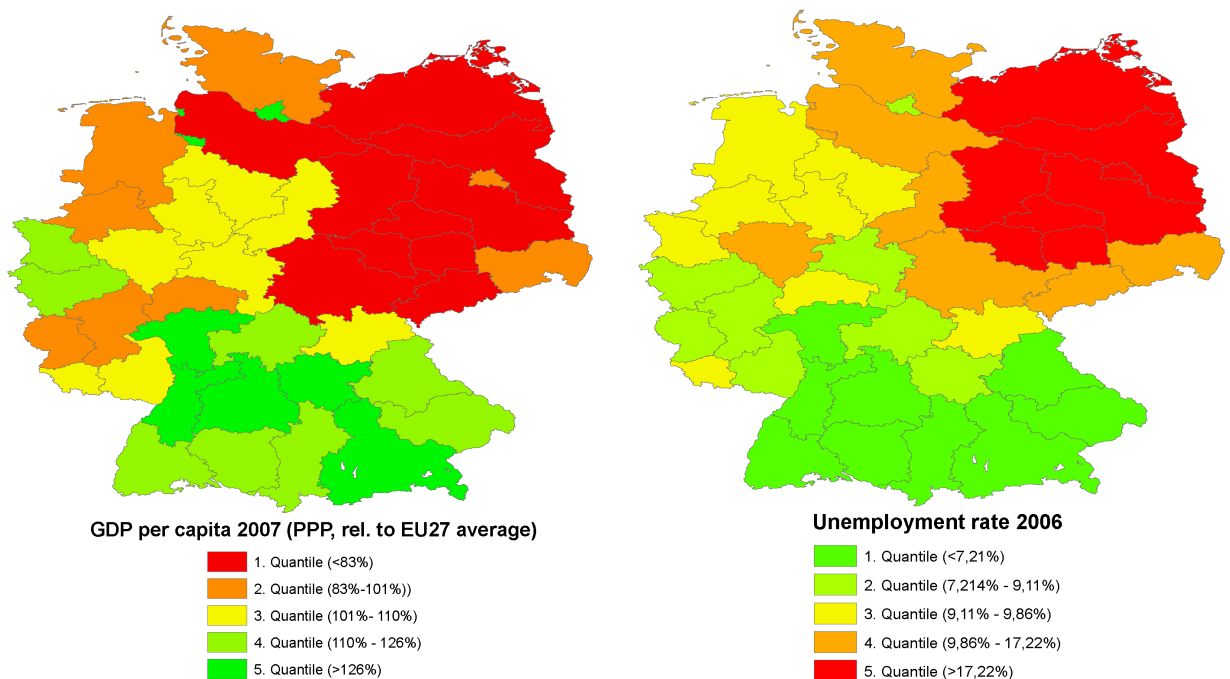 GDP per capita 2007 (PPP, rel. to EU27 average)
1. Quantile (<83%)
2. Quantile (83%-101%))
3. Quantile (101%- 110%)
4. Quantile (110% - 126%)
5. Quantile (>126%)
Unemployment rate 2006
1. Quantile (<7,21%)
2. Quantile (7,214% - 9,11%)
3. Quantile (9,11% - 9,86%)
4. Quantile (9,86% - 17,22%)
5. Quantile (>17,22%)